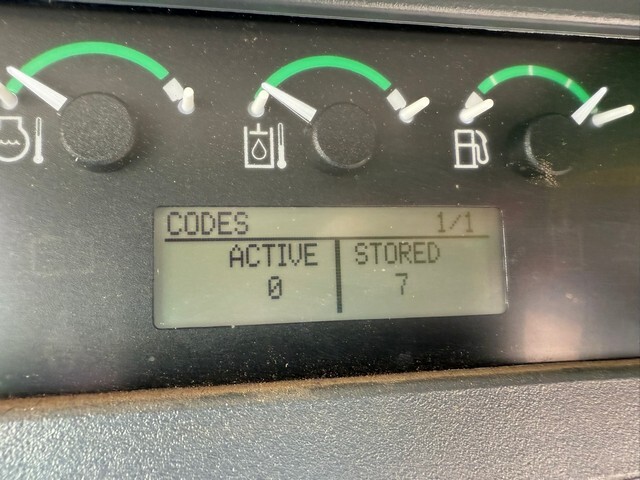 CODES 1/1
ACTIVE STORED
0 7